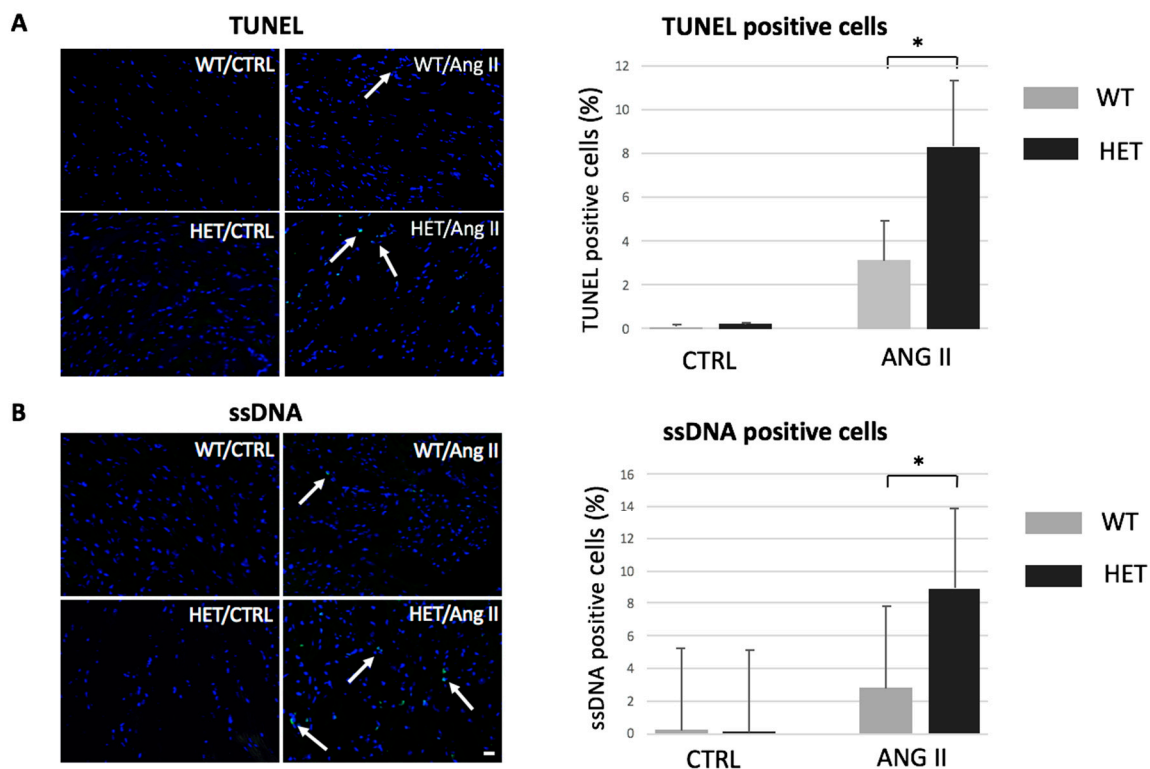 A
TUNEL
WT/CTRL
WT/Ang II
HET/CTRL
HET/Ang II
TUNEL positive cells
*
12
10
8
6
4
2
0
TUNEL positive cells (%)
CTRL
ANG II
WT
HET
B
ssDNA
WT/CTRL
WT/Ang II
HET/CTRL
HET/Ang II
ssDNA positive cells
*
16
14
12
10
8
6
4
2
0
ssDNA positive cells (%)
CTRL
ANG II
WT
HET